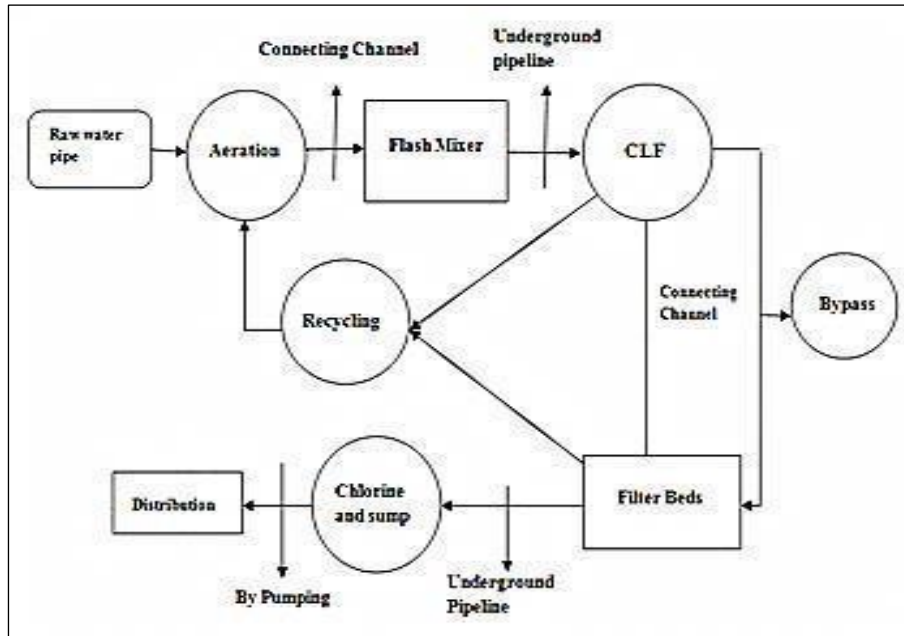 Connecting Channel
Underground
pipeline
Raw water
pipe
Aeration
Flash Mixer
CLF
Recycling
Connecting
Channel
Bypass
Distribution
Chlorine
and sump
Filter Beds
By Pumping
Underground
Pipeline